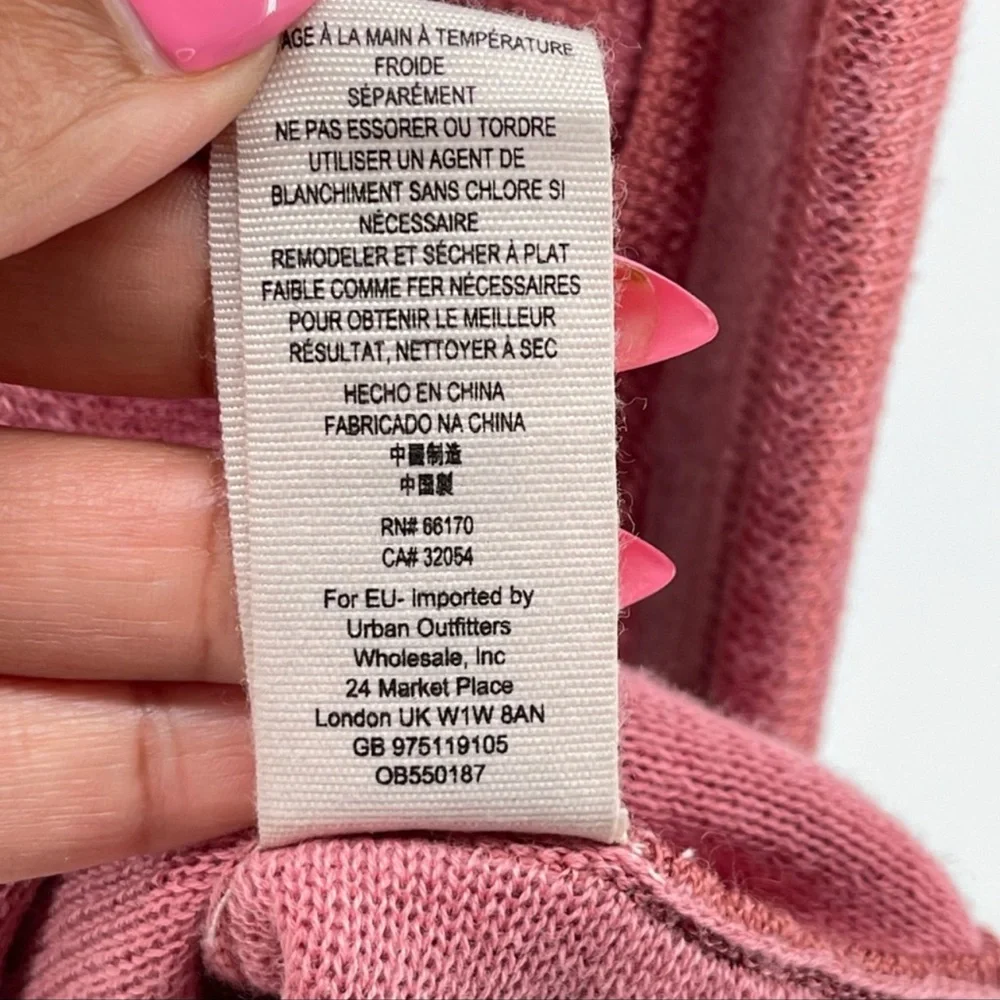 AGE À LA MAIN À TEMPÉRATURE
FROIDE
SÉPARÉMENT
NE PAS ESSORER OU TORDRE
UTILISER UN AGENT DE
BLANCHIMENT SANS CHLORE SI
NÉCESSAIRE
REMODELER ET SÉCHER À PLAT
FAIBLE COMME FER NÉCESSAIRES
POUR OBTENIR LE MEILLEUR
RÉSULTAT, NETTOYER À SEC
HECHO EN CHINA
FABRICADO NA CHINA
中國制造
中国製
RN# 66170
CA# 32054
For EU- Imported by
Urban Outfitters
Wholesale, Inc
24 Market Place
London UK W1W 8AN
GB 975119105
OB550187